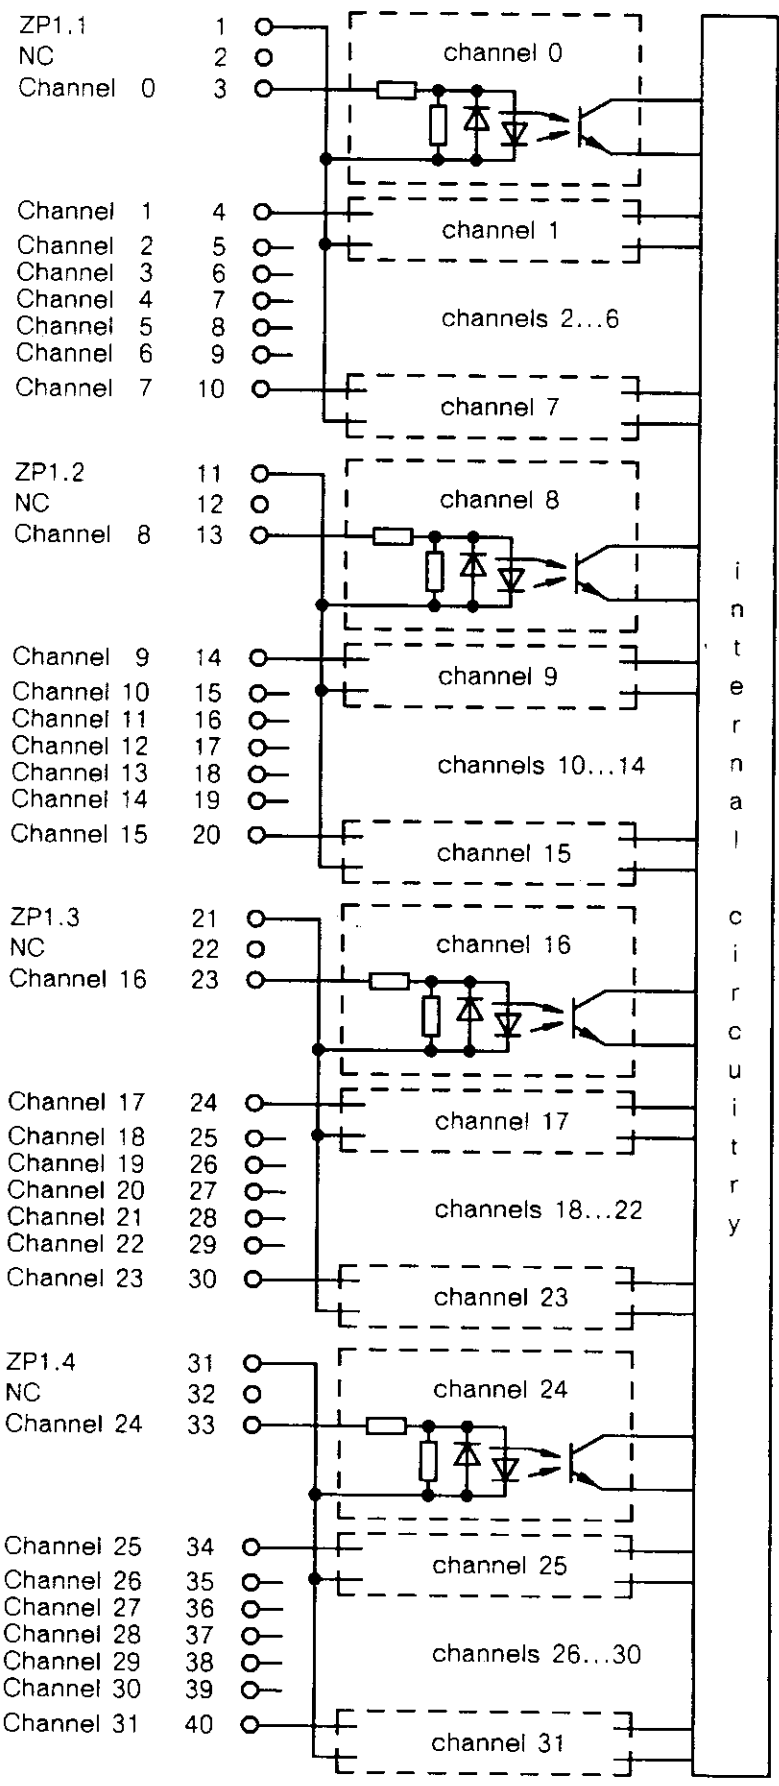 ZP1.1 1
NC 2
Channel 0 3
channel 0
Channel 1 4
channel 1
Channel 2 5
Channel 3 6
Channel 4 7
channels 2...6
Channel 5 8
Channel 6 9
Channel 7 10
channel 7
ZP1.2 11
NC 12
Channel 8 13
channel 8
Channel 9 14
channel 9
Channel 10 15
Channel 11 16
Channel 12 17
channels 10...14
Channel 13 18
Channel 14 19
Channel 15 20
channel 15
ZP1.3 21
NC 22
Channel 16 23
channel 16
Channel 17 24
channel 17
Channel 18 25
Channel 19 26
Channel 20 27
channels 18...22
Channel 21 28
Channel 22 29
Channel 23 30
channel 23
ZP1.4 31
NC 32
Channel 24 33
channel 24
Channel 25 34
channel 25
Channel 26 35
Channel 27 36
Channel 28 37
channels 26...30
Channel 29 38
Channel 30 39
Channel 31 40
channel 31
internal circuitry